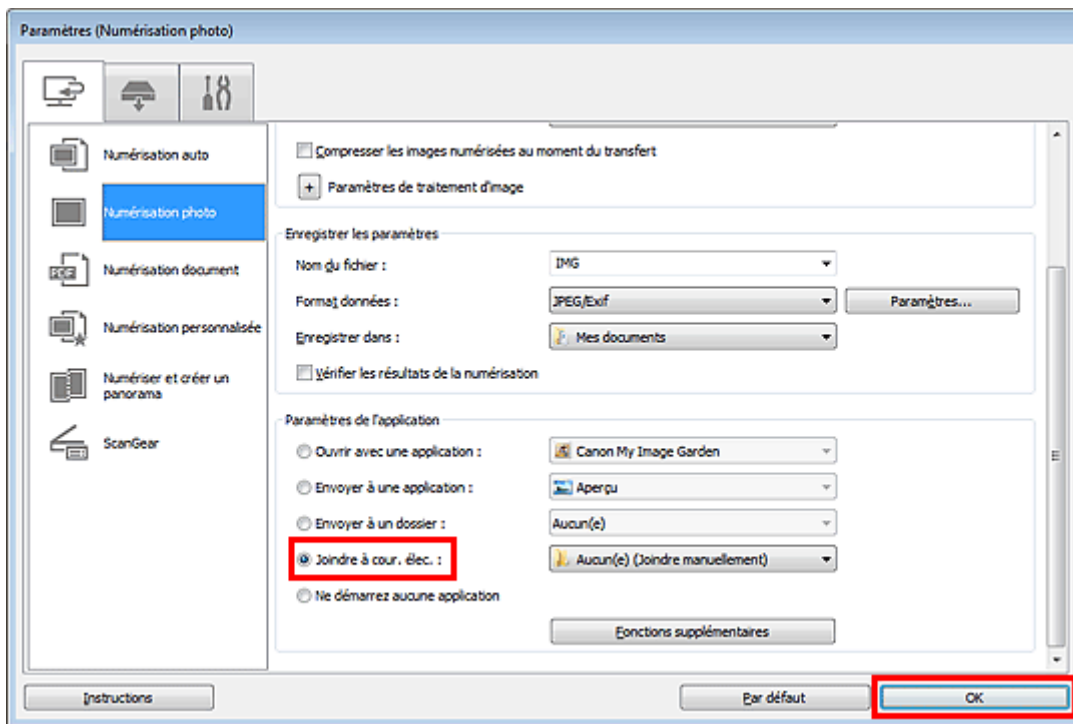 Paramètres (Numérisation photo)
Numérisation auto
Numérisation photo
PDF
Numérisation document
Numérisation personnalisée
Numériser et créer un
panorama
ScanGear
Compresser les images numérisées au moment du transfert
+ Paramètres de traitement d'image
Enregistrer les paramètres
Nom du fichier : IMG
Format données : JPEG/Exif Paramètres...
Enregistrer dans : Mes documents
Vérifier les résultats de la numérisation
Paramètres de l'application
Ouvrir avec une application : Canon My Image Garden
Envoyer à une application : Aperçu
Envoyer à un dossier : Aucun(e)
Joindre à cour. élec. : Aucun(e) (Joindre manuellement)
Ne démarrez aucune application
Fonctions supplémentaires
Instructions Par défaut OK